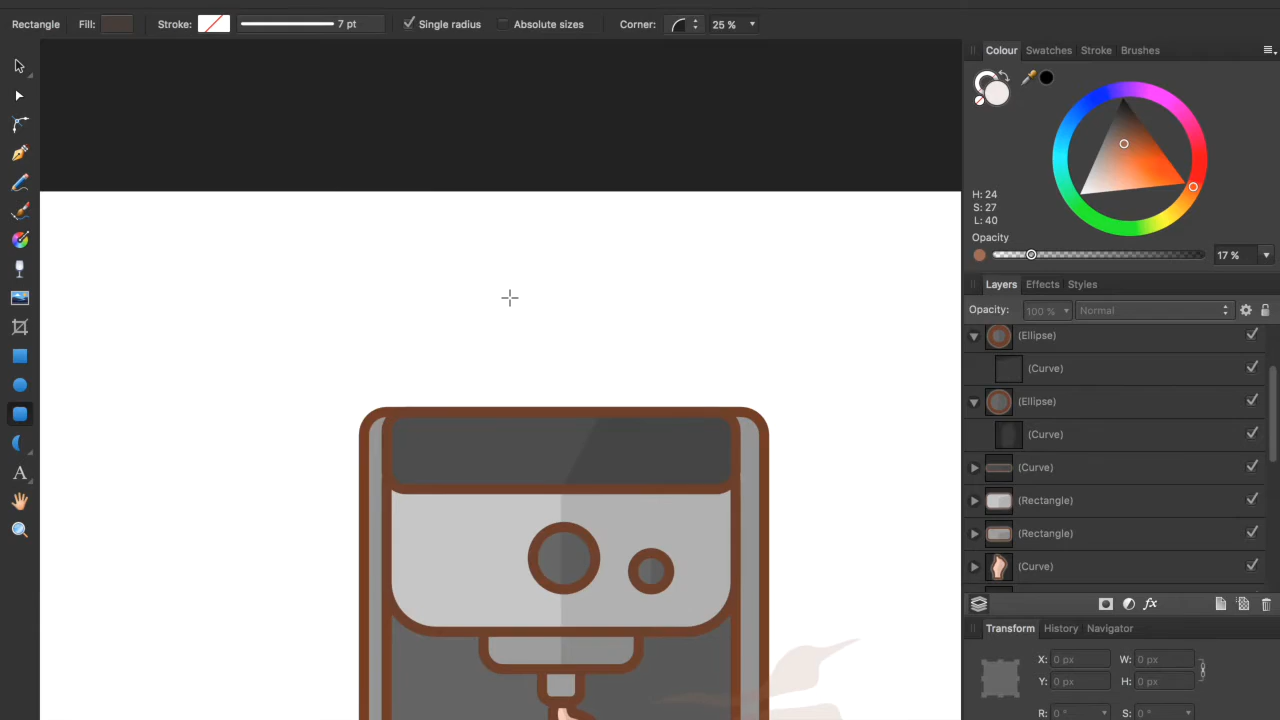 Rectangle Fill: Stroke: 7 pt Single radius Absolute sizes Corner: 25 %
Colour Swatches Stroke Brushes
H: 24
S: 27
L: 40
Opacity
17 %
Layers Effects Styles
Opacity: 100 % Normal
(Ellipse)
(Curve)
(Ellipse)
(Curve)
(Curve)
(Rectangle)
(Rectangle)
(Curve)
fx
Transform History Navigator
X: 0 px W: 0 px
Y: 0 px H: 0 px
R: 0 ° S: 0 °
A